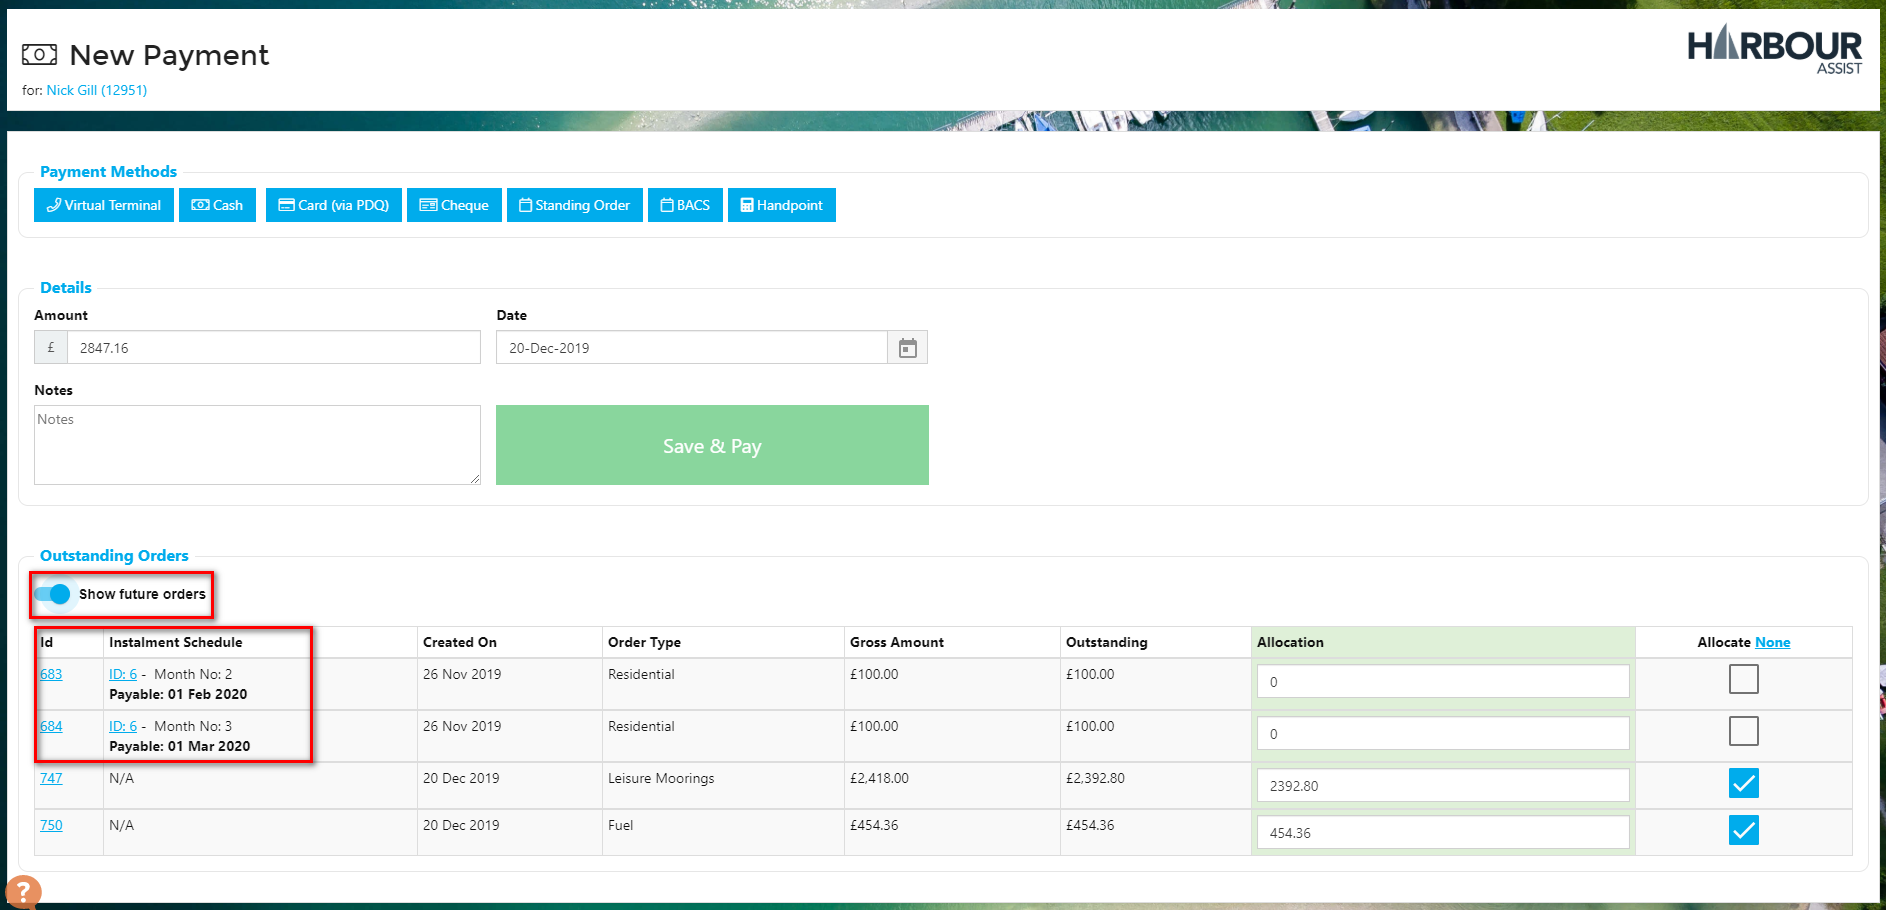 New Payment
HARBOUR
ASSIST
for: Nick Gill (12951)
Payment Methods
Virtual Terminal Cash Card (via PDQ) Cheque Standing Order BACS Handpoint
Details
Amount Date
£ 2847.16 20-Dec-2019
Notes
Notes
Save & Pay
Outstanding Orders
Show future orders
Id Instalment Schedule Created On Order Type Gross Amount Outstanding Allocation Allocate None
683 ID: 6 - Month No: 2 26 Nov 2019 Residential £100.00 £100.00 0
Payable: 01 Feb 2020
684 ID: 6 - Month No: 3 26 Nov 2019 Residential £100.00 £100.00 0
Payable: 01 Mar 2020
747 N/A 20 Dec 2019 Leisure Moorings £2,418.00 £2,392.80 2392.80
750 N/A 20 Dec 2019 Fuel £454.36 £454.36 454.36
?